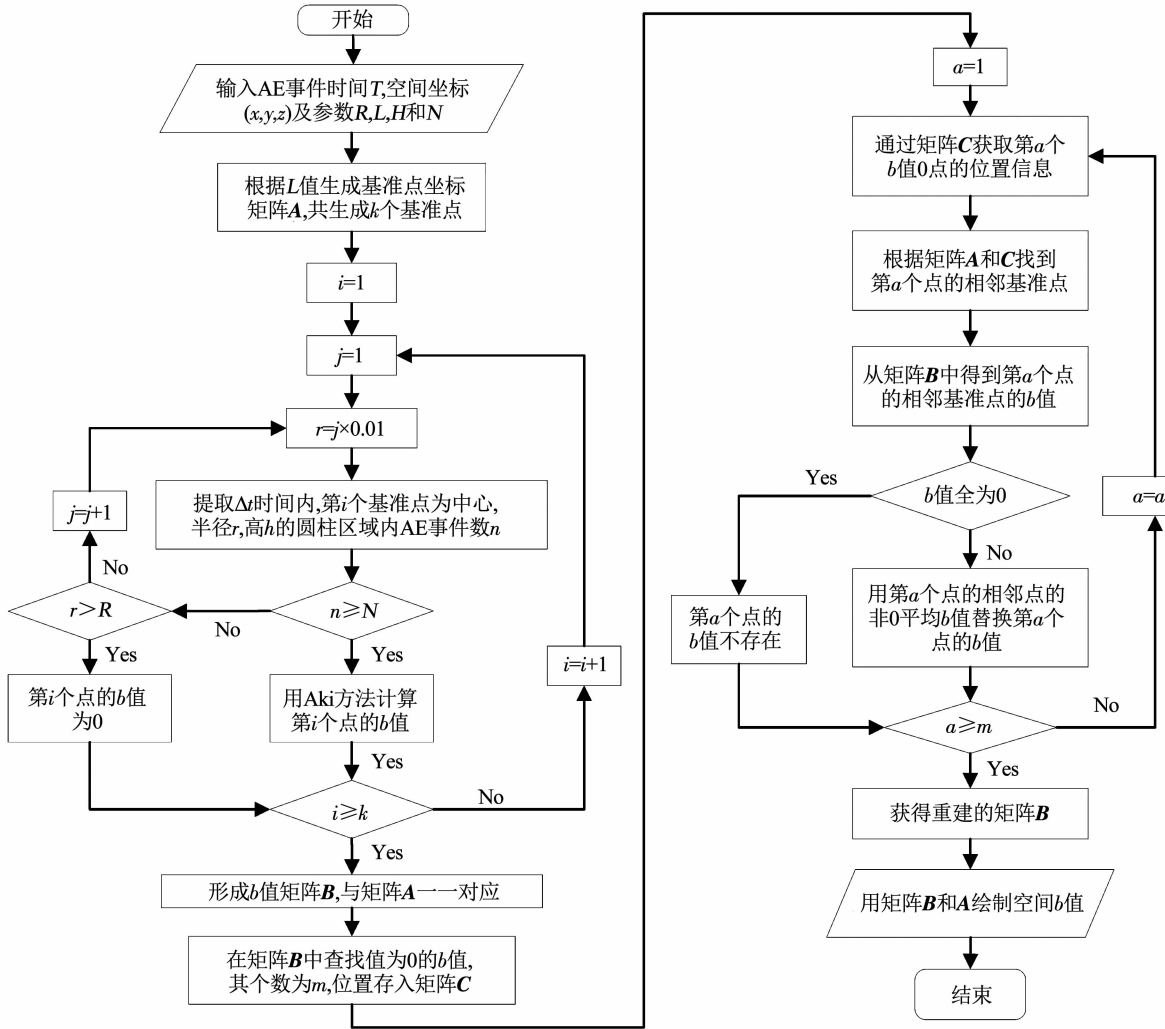 开始
输入AE事件时间T,空间坐标
(x,y,z)及参数R,L,H和N
根据L值生成基准点坐标
矩阵A,共生成k个基准点
i=1
j=1
r=j×0.01
提取Δt时间内,第i个基准点为中心,
半径r,高h的圆柱区域内AE事件数n
j=j+1
No
r>R
No
n≥N
Yes
Yes
第i个点的b值
为0
用Aki方法计算
第i个点的b值
i=i+1
Yes
i≥k
No
Yes
形成b值矩阵B,与矩阵A一一对应
在矩阵B中查找值为0的b值,
其个数为m,位置存入矩阵C
a=1
通过矩阵C获取第a个
b值0点的位置信息
根据矩阵A和C找到
第a个点的相邻基准点
从矩阵B中得到第a个点
的相邻基准点的b值
Yes
b值全为0
a=a
No
第a个点的
b值不存在
用第a个点的相邻点的
非0平均b值替换第a个
点的b值
a≥m
No
Yes
获得重建的矩阵B
用矩阵B和A绘制空间b值
结束